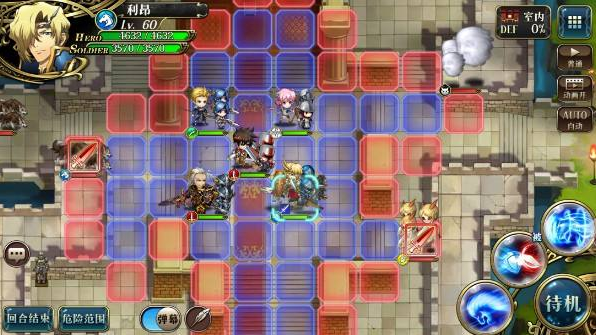 利昂
Lv. 60
HERO 4632/4632
SOLDIER 3570/3570
室内
DEF 0%
普通
动画开
AUTO
自动
被
待机
回合结束
危险范围
弹幕